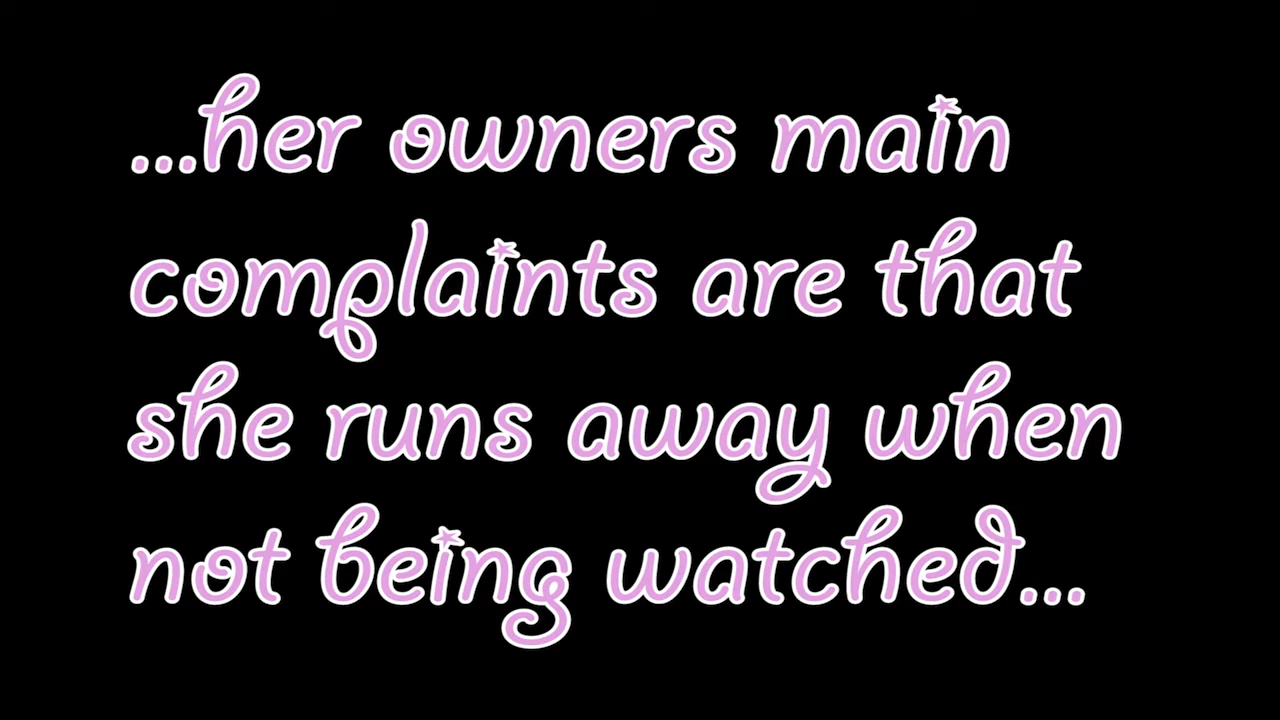 ...her owners main
complaints are that
she runs away when
not being watched...